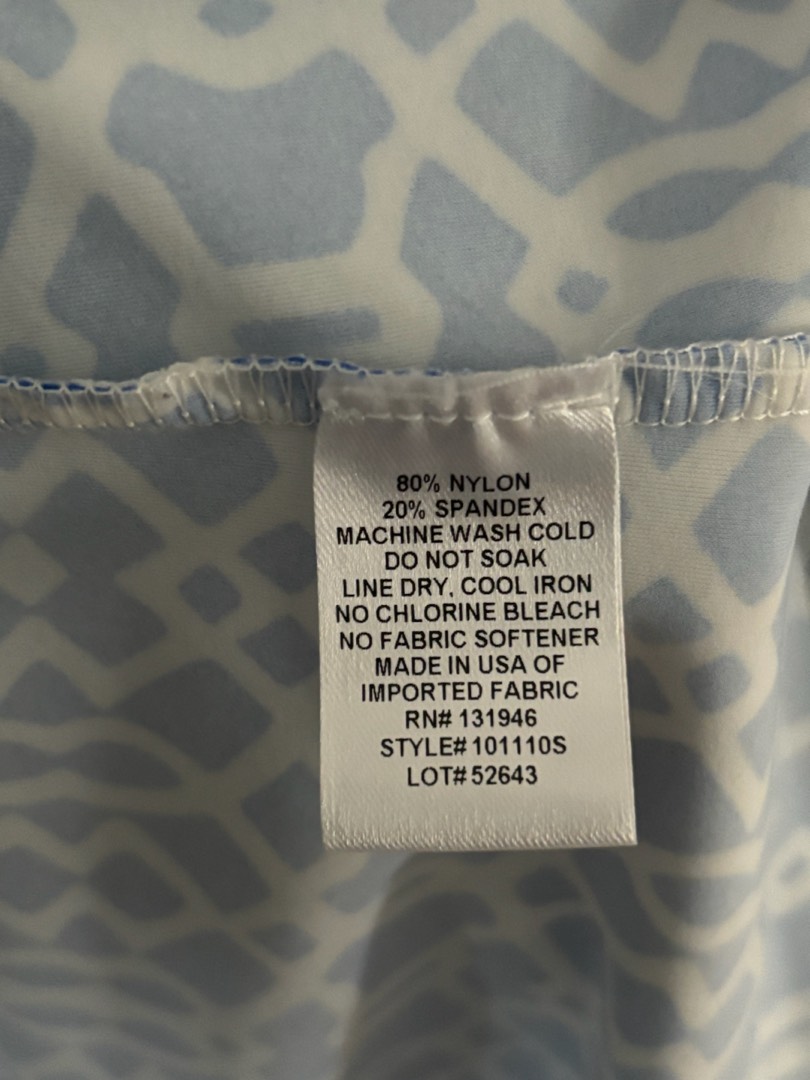 80% NYLON
20% SPANDEX
MACHINE WASH COLD
DO NOT SOAK
LINE DRY, COOL IRON
NO CHLORINE BLEACH
NO FABRIC SOFTENER
MADE IN USA OF
IMPORTED FABRIC
RN# 131946
STYLE# 101110S
LOT# 52643